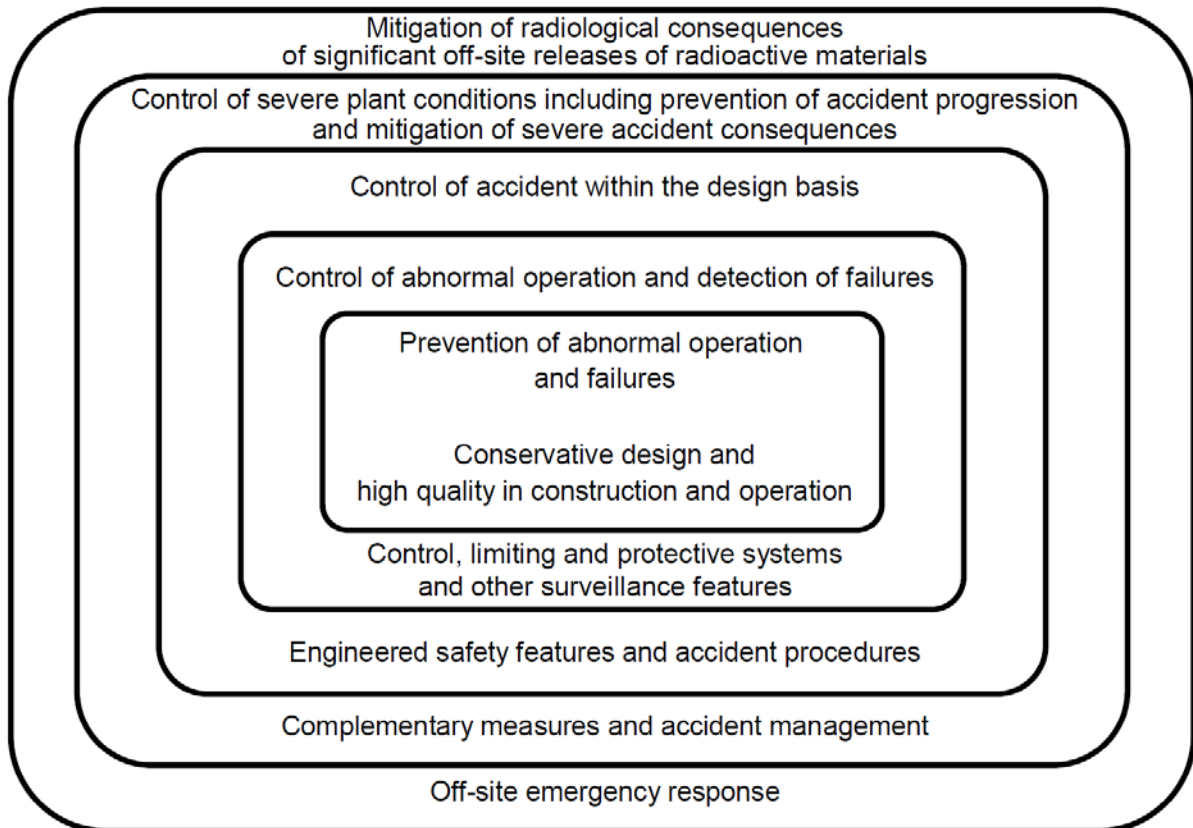 Mitigation of radiological consequences
of significant off-site releases of radioactive materials
Control of severe plant conditions including prevention of accident progression
and mitigation of severe accident consequences
Control of accident within the design basis
Control of abnormal operation and detection of failures
Prevention of abnormal operation
and failures
Conservative design and
high quality in construction and operation
Control, limiting and protective systems
and other surveillance features
Engineered safety features and accident procedures
Complementary measures and accident management
Off-site emergency response